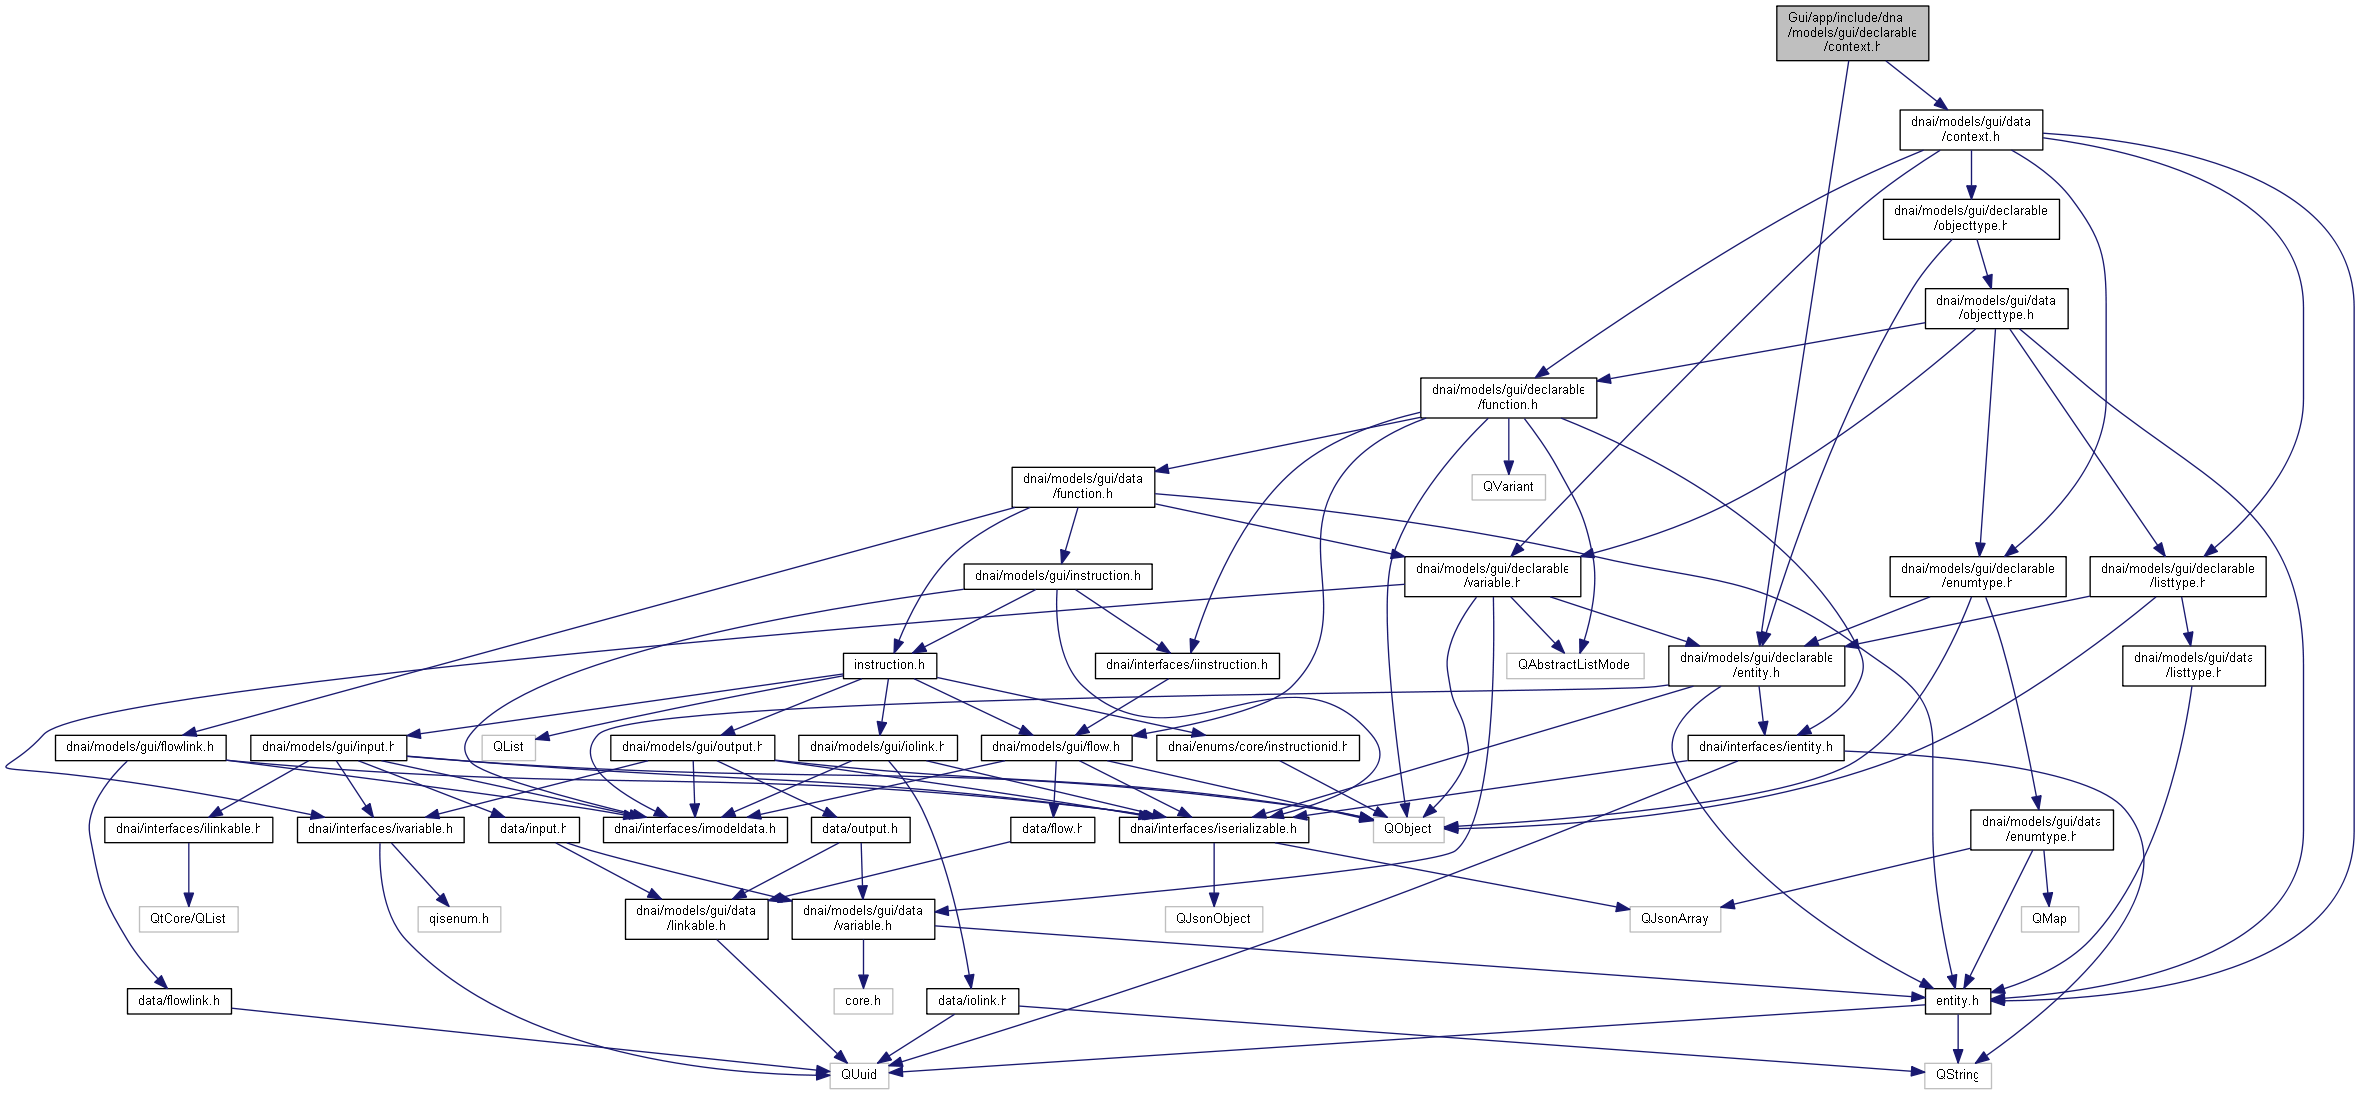 Gui/app/include/dna
/models/gui/declarable
/context.h
dnai/models/gui/data
/context.h
dnai/models/gui/declarable
/objecttype.h
dnai/models/gui/data
/objecttype.h
dnai/models/gui/declarable
/function.h
dnai/models/gui/data
/function.h
QVariant
dnai/models/gui/instruction.h
dnai/models/gui/declarable
/variable.h
dnai/models/gui/declarable
/enumtype.h
dnai/models/gui/declarable
/listtype.h
instruction.h
dnai/interfaces/iinstruction.h
QAbstractListMode
dnai/models/gui/declarable
/entity.h
dnai/models/gui/data
/listtype.h
dnai/models/gui/flowlink.h
dnai/models/gui/input.h
QList
dnai/models/gui/output.h
dnai/models/gui/iolink.h
dnai/models/gui/flow.h
dnai/enums/core/instructionid.h
dnai/interfaces/ientity.h
dnai/interfaces/ilinkable.h
dnai/interfaces/ivariable.h
data/input.h
dnai/interfaces/imodeldata.h
data/output.h
data/flow.h
dnai/interfaces/iserializable.h
QObject
dnai/models/gui/data
/enumtype.h
QtCore/QList
qisenum.h
dnai/models/gui/data
/linkable.h
dnai/models/gui/data
/variable.h
QJsonObject
QJsonArray
QMap
data/flowlink.h
core.h
data/iolink.h
entity.h
QUuid
QString